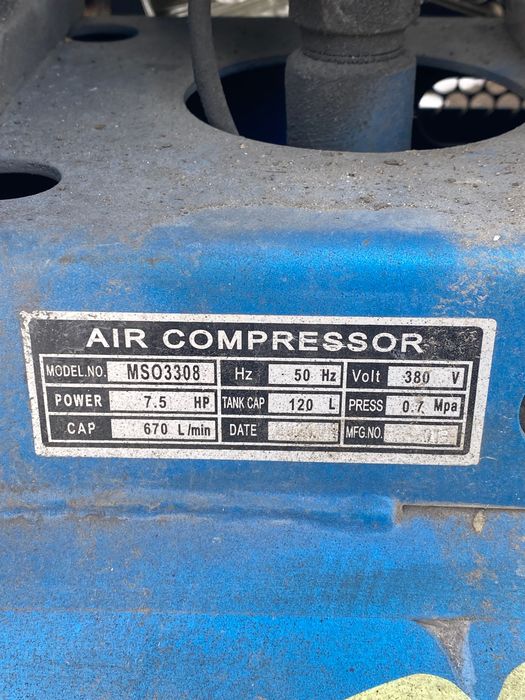 AIR COMPRESSOR
MODEL.NO. MSO3308 Hz 50 Hz Volt 380 V
POWER 7.5 HP TANK CAP 120 L PRESS 0.7 Mpa
CAP 670 L/min DATE MFG.NO.